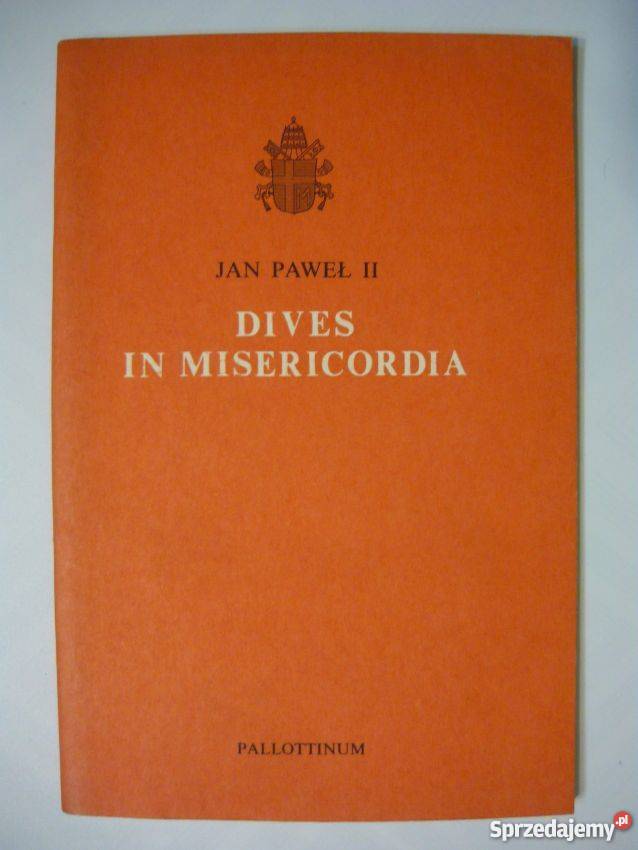 JAN PAWEŁ II
DIVES
IN MISERICORDIA
PALLOTTINUM
Sprzedajemy.pl